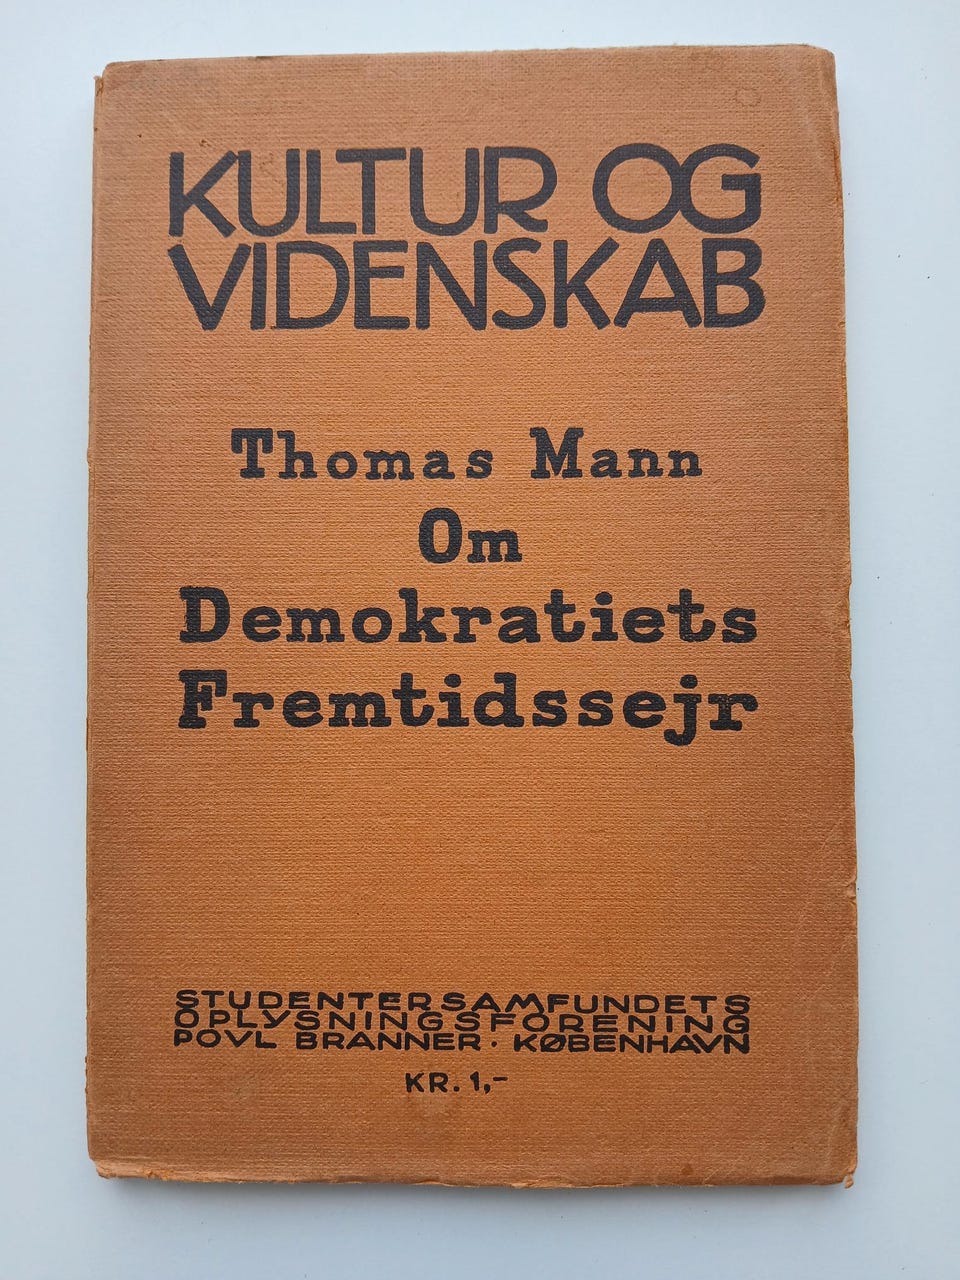 KULTUR OG
VIDENSKAB
Thomas Mann
Om
Demokratiets
Fremtidssejr
STUDENTERSAMFUNDETS
OPLYSNINGSFORENING
POVL BRANNER · KØBENHAVN
KR. 1,-